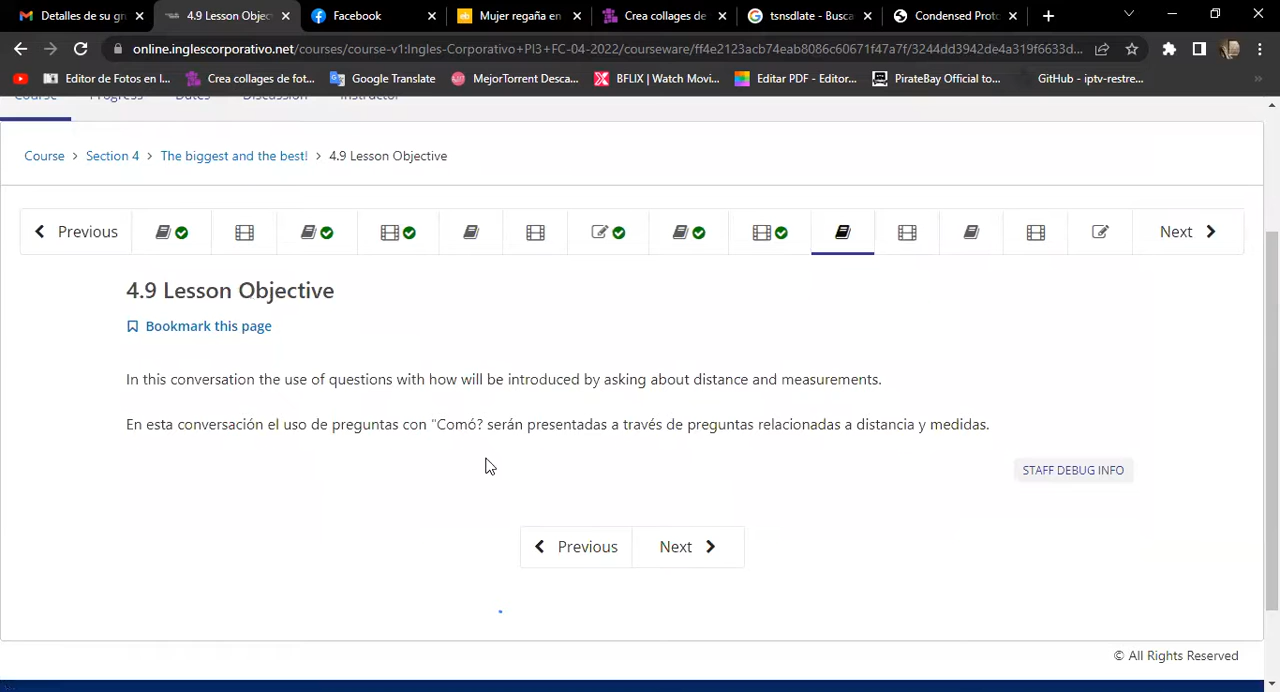 Detalles de su gr
4.9 Lesson Objec
Facebook
Mujer regaña en
Crea collages de
tsnsdlate - Busca
Condensed Proto
online.inglescorporativo.net/courses/course-v1:Ingles-Corporativo+PI3+FC-04-2022/courseware/ff4e2123acb74eab8086c60671f47a7f/3244dd3942de4a319f6633d...
Editor de Fotos en l...
Crea collages de fot...
Google Translate
MejorTorrent Desca...
BFLIX | Watch Movi...
Editar PDF - Editor...
PirateBay Official to...
GitHub - iptv-restre...
»
Course Progress Dates Discussion Instructor
Course > Section 4 > The biggest and the best! > 4.9 Lesson Objective
Previous
Next
4.9 Lesson Objective
Bookmark this page
In this conversation the use of questions with how will be introduced by asking about distance and measurements.
En esta conversación el uso de preguntas con “Comó? serán presentadas a través de preguntas relacionadas a distancia y medidas.
STAFF DEBUG INFO
Previous
Next
© All Rights Reserved